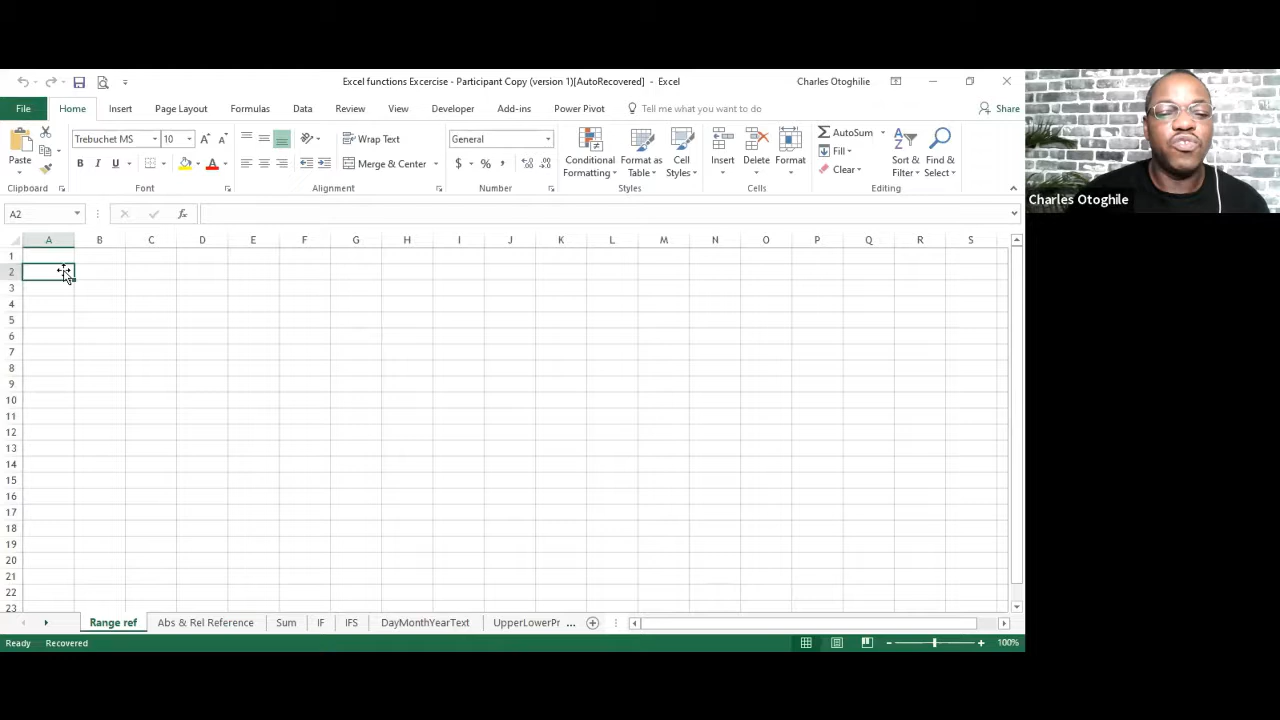 Excel functions Excercise - Participant Copy (version 1)[AutoRecovered] - Excel
Charles Otoghilie
File Home Insert Page Layout Formulas Data Review View Developer Add-ins Power Pivot Tell me what you want to do Share
Trebuchet MS 10 Wrap Text General AutoSum
Paste B I U Merge & Center $ % Conditional Formatting Format as Table Cell Styles Insert Delete Format Fill Clear Sort & Filter Find & Select
Clipboard Font Alignment Number Styles Cells Editing
Charles Otoghile
A2 fx
A B C D E F G H I J K L M N O P Q R S
1
2
3
4
5
6
7
8
9
10
11
12
13
14
15
16
17
18
19
20
21
22
23
Range ref Abs & Rel Reference Sum IF IFS DayMonthYearText UpperLowerPr ...
Ready Recovered 100%